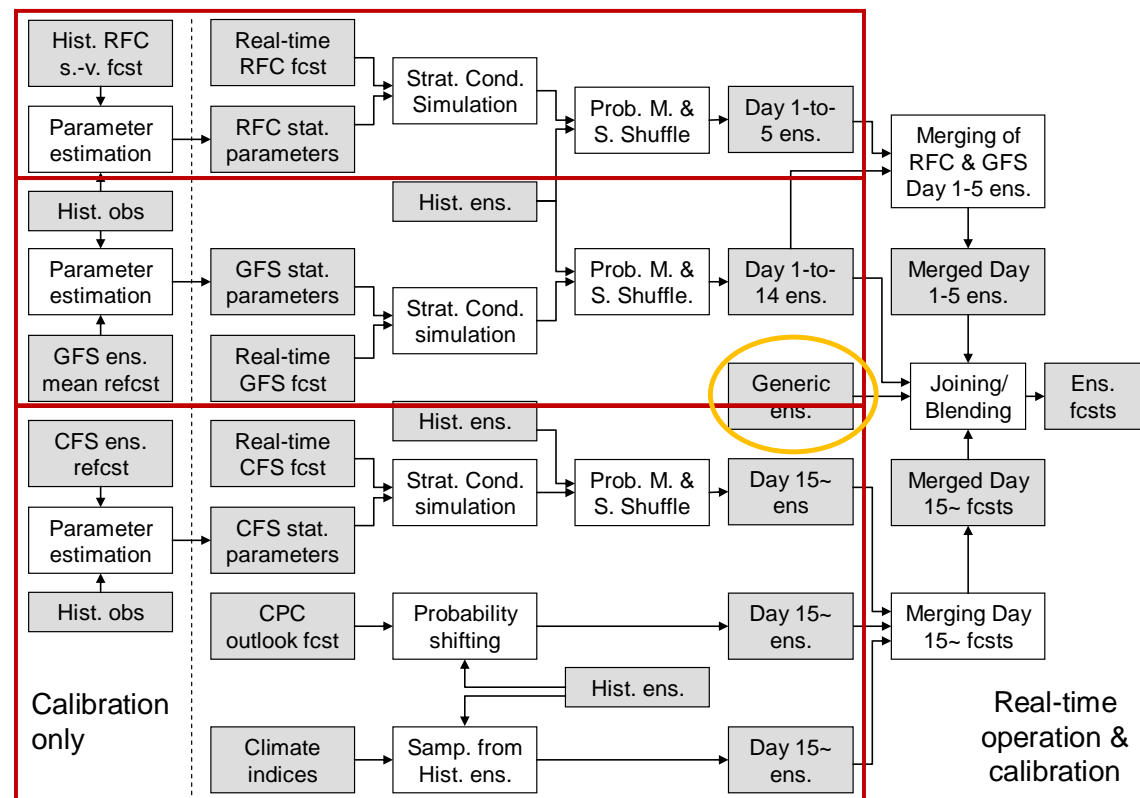 Hist. RFC
s.-v. fcst
Real-time
RFC fcst
Strat. Cond.
Simulation
Prob. M. &
S. Shuffle
Day 1-to-
5 ens.
Merging of
RFC & GFS
Day 1-5 ens.
Parameter
estimation
RFC stat.
parameters
Hist. obs
Hist. ens.
Parameter
estimation
GFS stat.
parameters
Strat. Cond.
simulation
Prob. M. &
S. Shuffle.
Day 1-to-
14 ens.
Merged Day
1-5 ens.
GFS ens.
mean refcst
Real-time
GFS fcst
Generic
ens.
Joining/
Blending
Ens.
fcsts
CFS ens.
refcst
Real-time
CFS fcst
Hist. ens.
Strat. Cond.
simulation
Prob. M. &
S. Shuffle
Day 15~
ens
Merged Day
15~ fcsts
Parameter
estimation
CFS stat.
parameters
Hist. obs
CPC
outlook fcst
Probability
shifting
Day 15~
ens.
Merging Day
15~ fcsts
Hist. ens.
Calibration
only
Climate
indices
Samp. from
Hist. ens.
Day 15~
ens.
Real-time
operation &
calibration